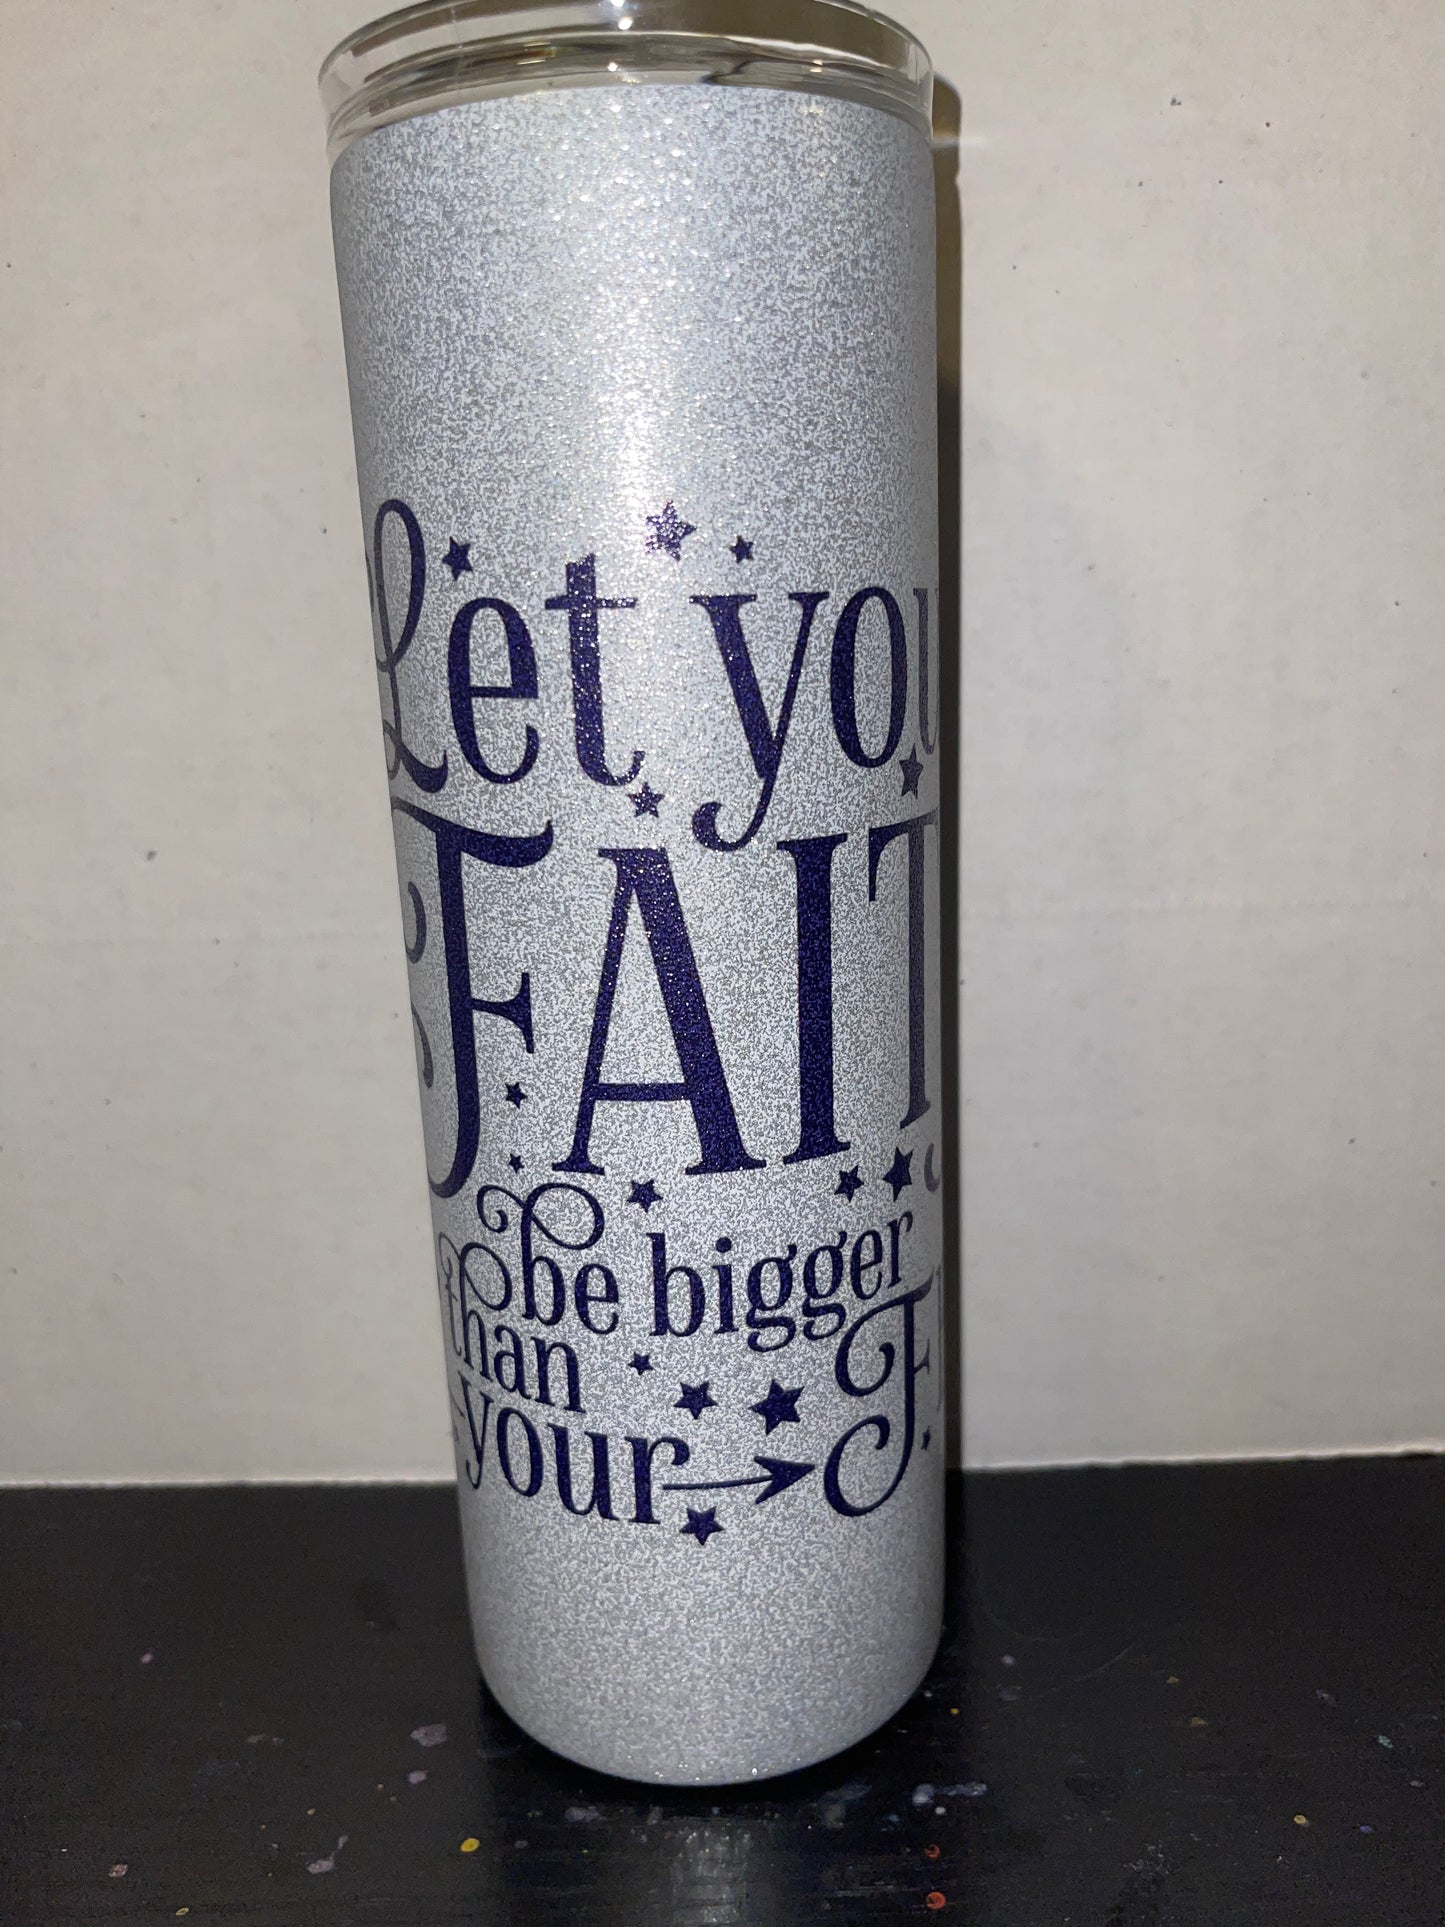 Let you
FAIT
be bigger
than
your F